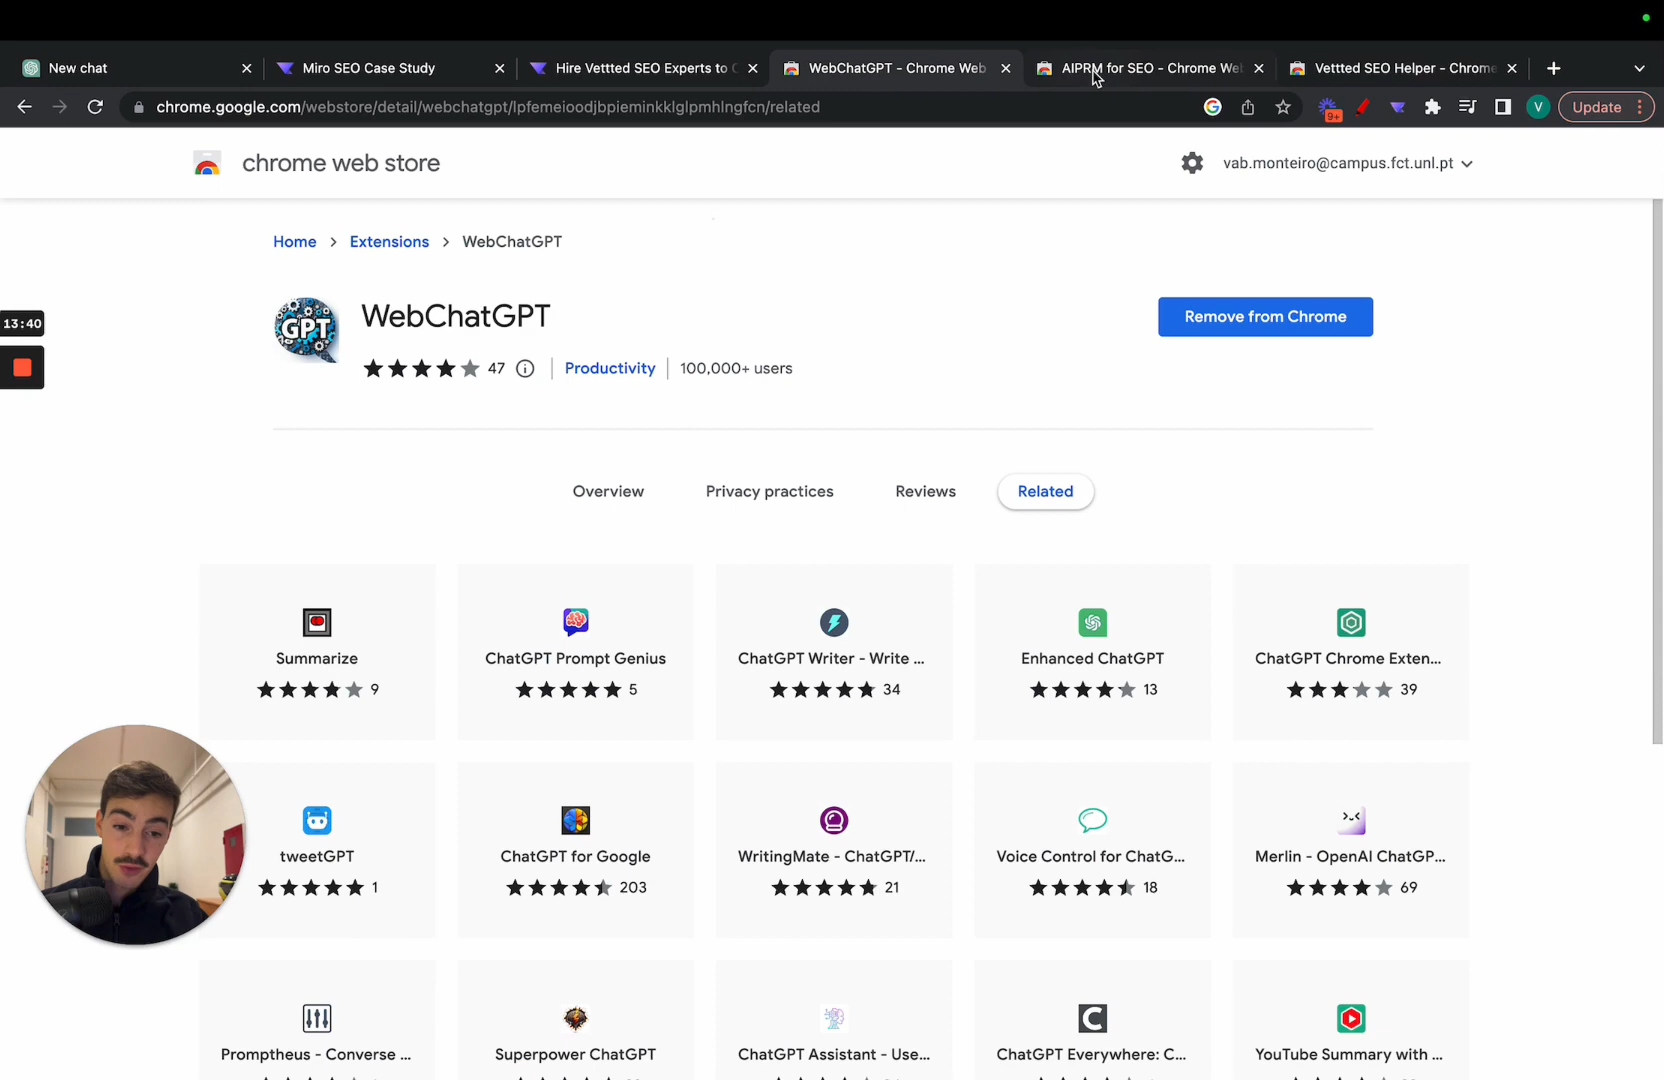 New chat
Miro SEO Case Study
Hire Vettted SEO Experts to C
WebChatGPT - Chrome Web
AIPRM for SEO - Chrome We
Vettted SEO Helper - Chrome
chrome.google.com/webstore/detail/webchatgpt/lpfemeioodjbpieminkklglpmhlngfcn/related
9+
V
Update
chrome web store
vab.monteiro@campus.fct.unl.pt
Home
Extensions
WebChatGPT
GPT
WebChatGPT
Remove from Chrome
13:40
47
Productivity
100,000+ users
Overview
Privacy practices
Reviews
Related
Summarize
ChatGPT Prompt Genius
ChatGPT Writer - Write ...
Enhanced ChatGPT
ChatGPT Chrome Exten...
9
5
34
13
39
tweetGPT
ChatGPT for Google
WritingMate - ChatGPT/...
Voice Control for ChatG...
Merlin - OpenAI ChatGP...
1
203
21
18
69
Promptheus - Converse ...
Superpower ChatGPT
ChatGPT Assistant - Use...
ChatGPT Everywhere: C...
YouTube Summary with ...